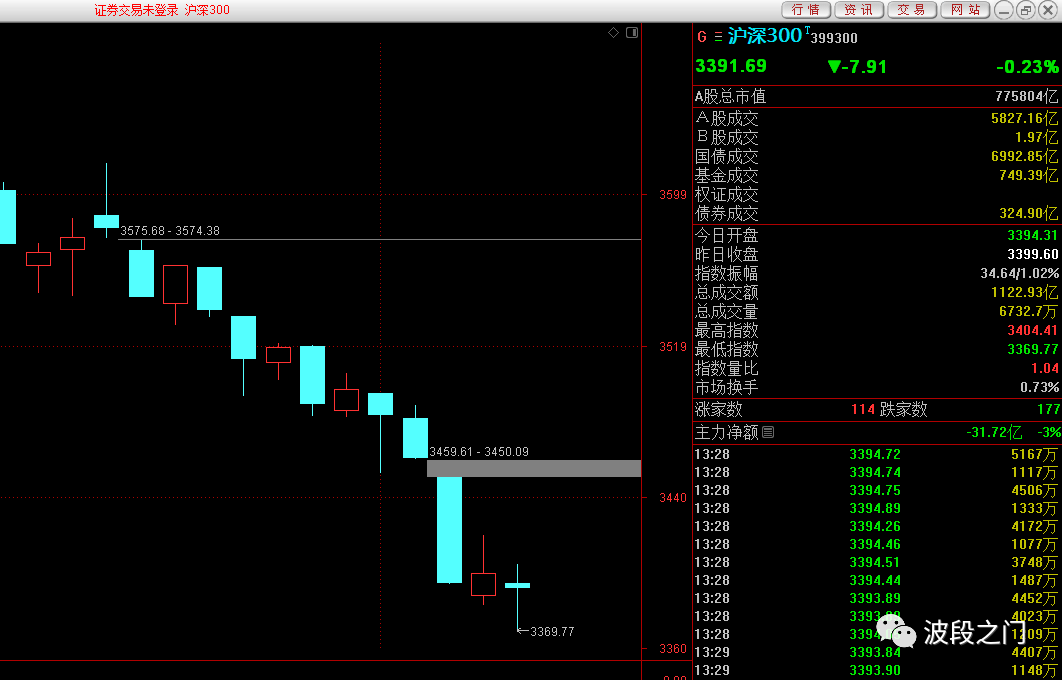 证券交易未登录 沪深300
行情 资讯 交易 网站
G 沪深300 T 399300
3391.69 ▼-7.91 -0.23%
A股总市值 775804亿
A股成交 5827.16亿
B股成交 1.97亿
国债成交 6992.85亿
基金成交 749.39亿
权证成交
债券成交 324.90亿
今日开盘 3394.31
昨日收盘 3399.60
指数振幅 34.64/1.02%
总成交额 1122.93亿
总成交量 6732.7万
最高指数 3404.41
最低指数 3369.77
指数量比 1.04
市场换手 0.73%
涨家数 114 跌家数 177
主力净额 -31.72亿 -3%
13:28 3394.72 5167万
13:28 3394.74 1117万
13:28 3394.75 4506万
13:28 3394.89 1333万
13:28 3394.26 4172万
13:28 3394.46 1077万
13:28 3394.51 3748万
13:28 3394.44 1487万
13:28 3393.89 4452万
13:28 4023万
13:28 1209万
13:29 3393.84 4407万
13:29 3393.90 1148万
波段之门
3575.68 - 3574.38
3459.61 - 3450.09
3369.77
3599
3519
3440
3360